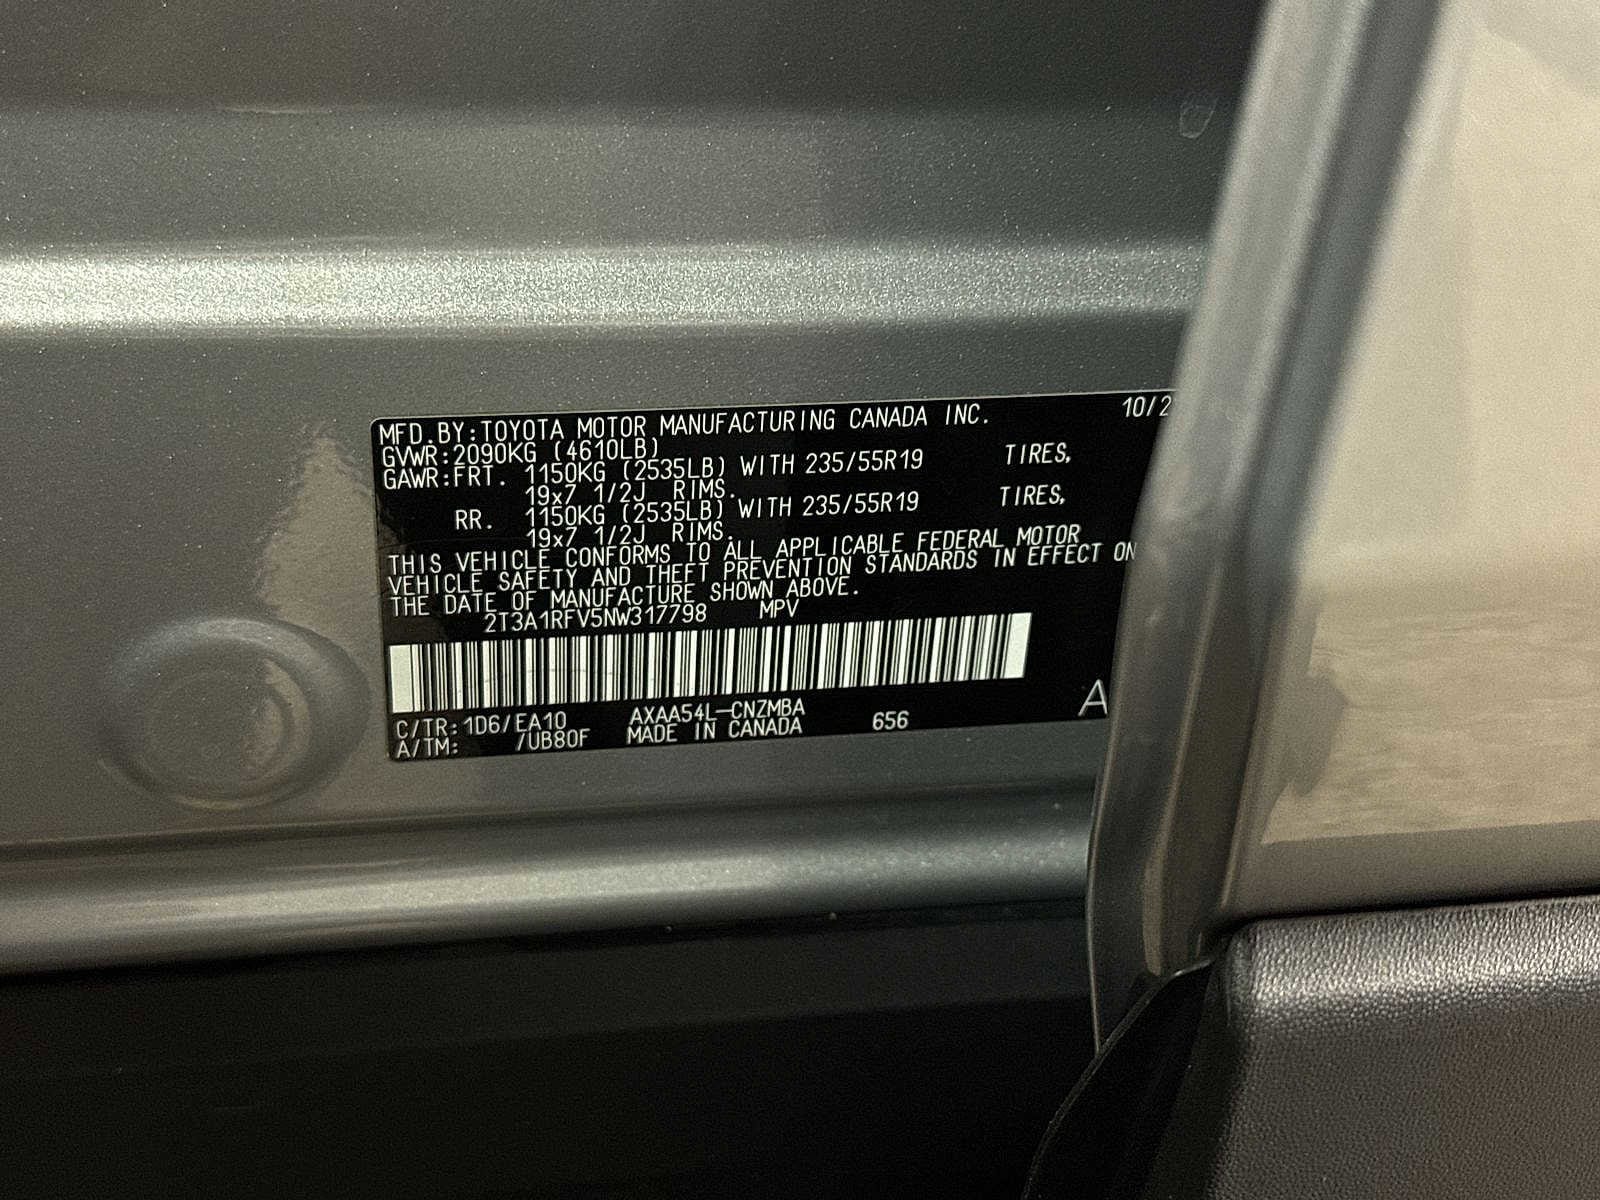 MFD.BY:TOYOTA MOTOR MANUFACTURING CANADA INC. 10/2
GVWR:2090KG (4610LB)
GAWR:FRT. 1150KG (2535LB) WITH 235/55R19 TIRES,
19x7 1/2J RIMS.
RR. 1150KG (2535LB) WITH 235/55R19 TIRES,
19x7 1/2J RIMS.
THIS VEHICLE CONFORMS TO ALL APPLICABLE FEDERAL MOTOR
VEHICLE SAFETY AND THEFT PREVENTION STANDARDS IN EFFECT ON
THE DATE OF MANUFACTURE SHOWN ABOVE.
2T3A1RFV5NW317798 MPV
C/TR:1D6/EA10 AXAA54L-CNZMBA 656 A
A/TM: /UB80F MADE IN CANADA